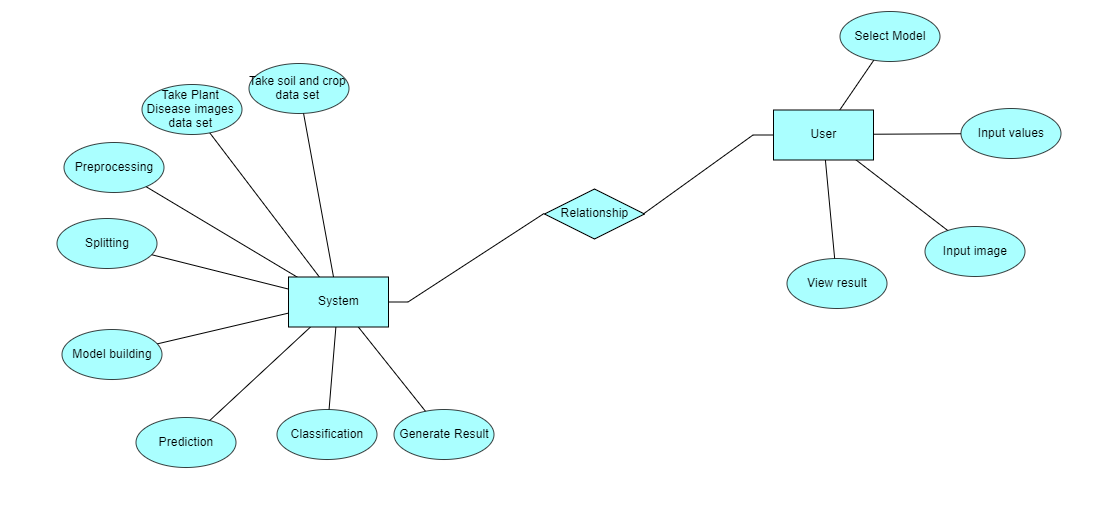 Select Model
Take soil and crop
data set
Take Plant
Disease images
data set
User
Input values
Preprocessing
Relationship
Splitting
Input image
View result
System
Model building
Prediction
Classification
Generate Result